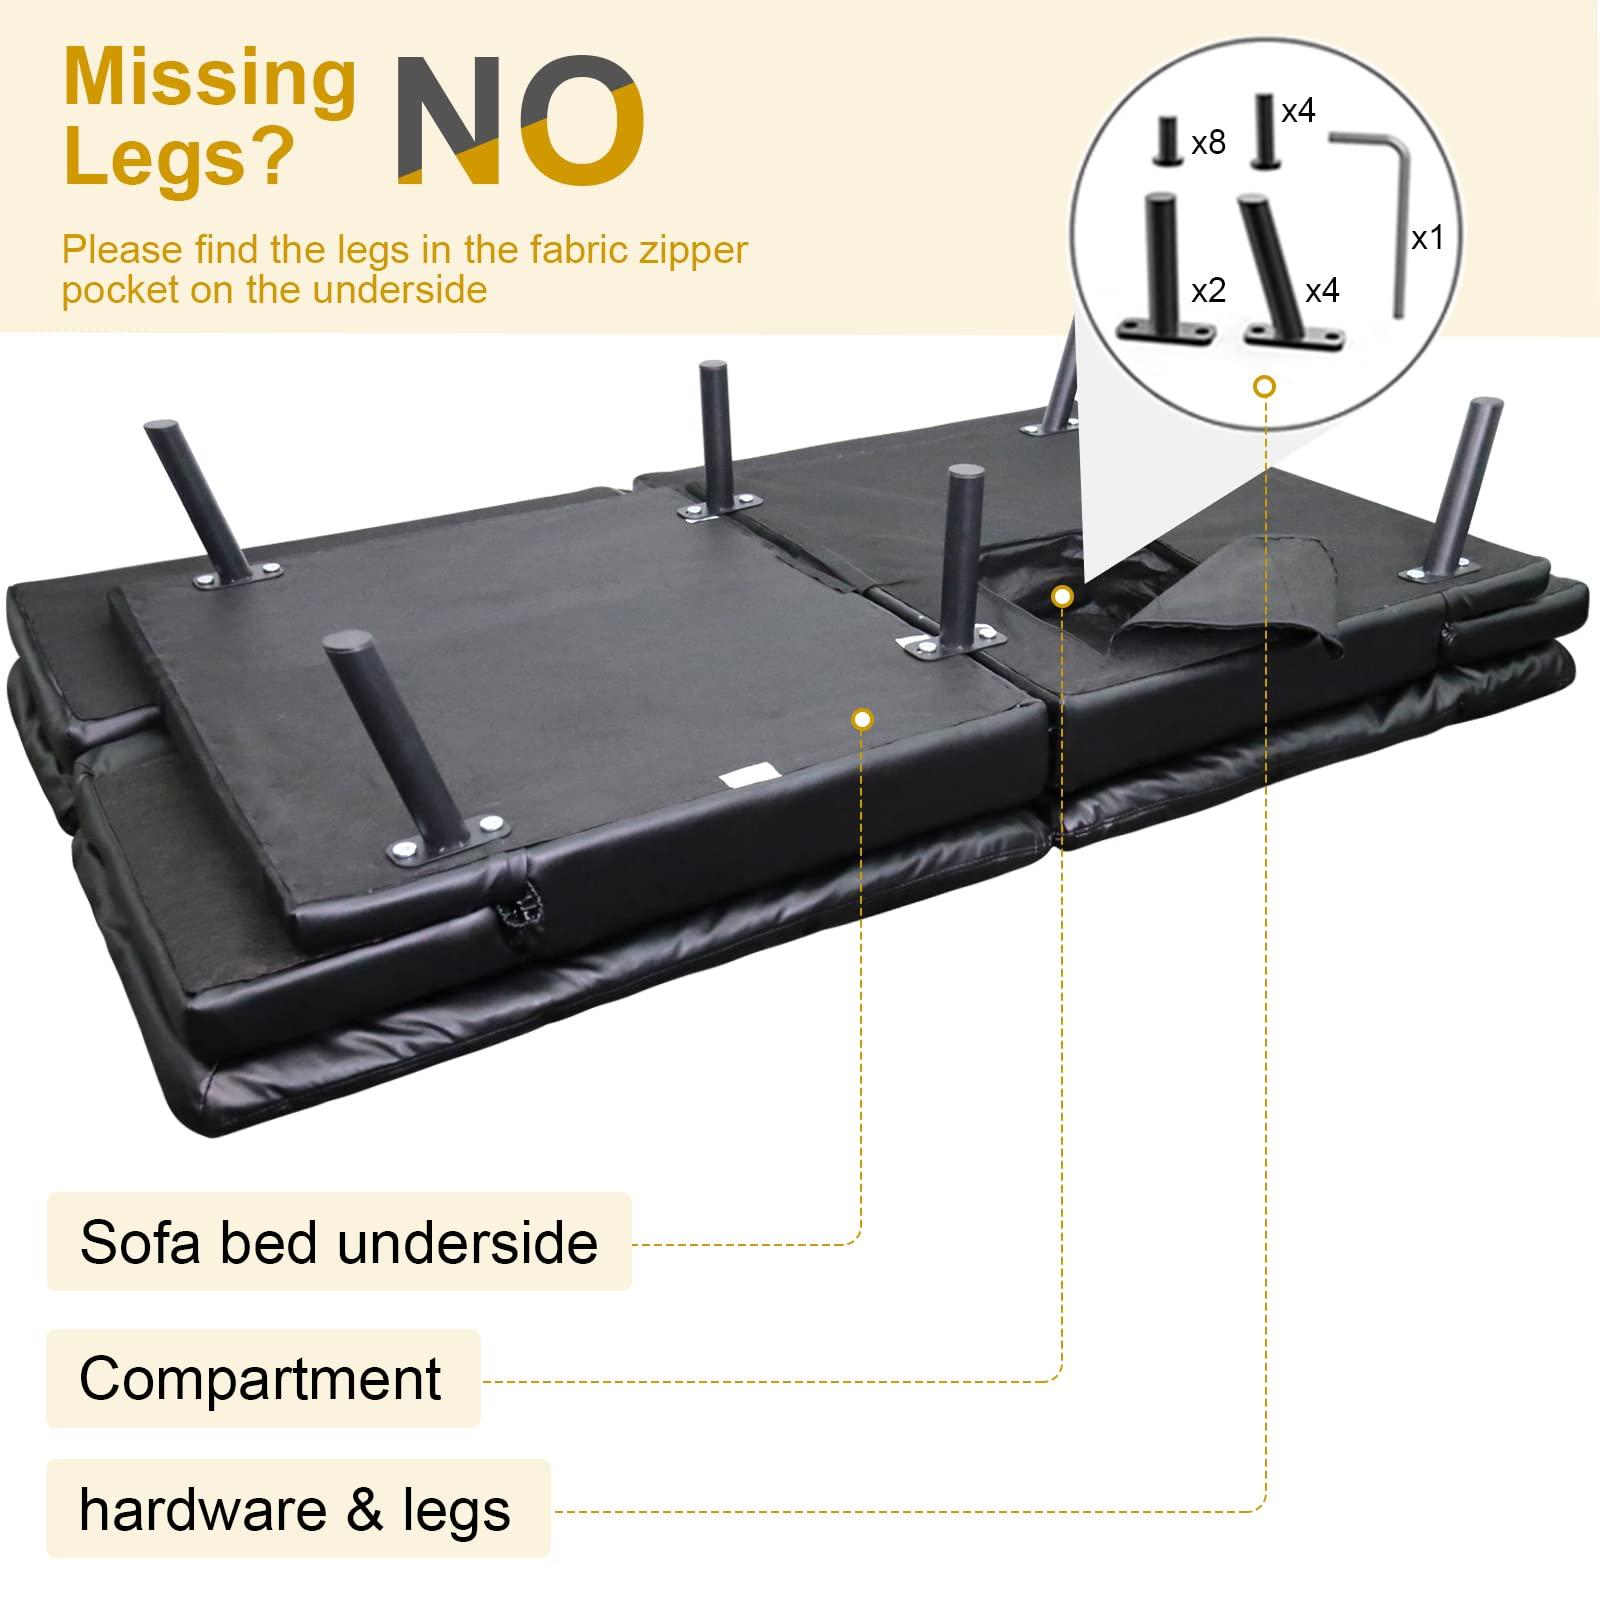 Missing
Legs?
NO
Please find the legs in the fabric zipper
pocket on the underside
x8
x4
x1
x2
x4
Sofa bed underside
Compartment
hardware & legs